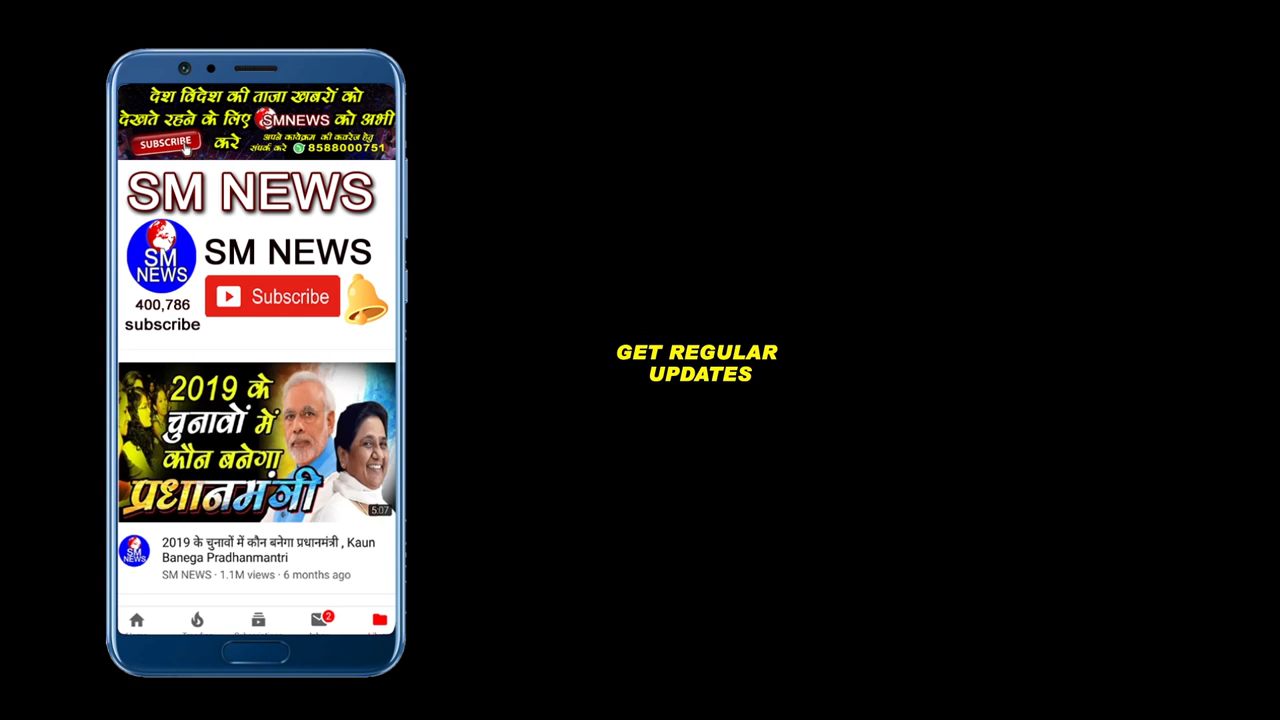 देश विदेश की ताजा खबरों को
देखते रहने के लिए SMNEWS को अभी
SUBSCRIBE करे अपने कार्यक्रम की कवरेज हेतु
संपर्क करे 8588000751
SM NEWS
SM NEWS
SM NEWS
Subscribe
400,786
subscribe
2019 के
चुनावों में
कौन बनेगा
प्रधानमंत्री
5:07
SM NEWS
2019 के चुनावों में कौन बनेगा प्रधानमंत्री , Kaun
Banega Pradhanmantri
SM NEWS · 1.1M views · 6 months ago
2
GET REGULAR
UPDATES